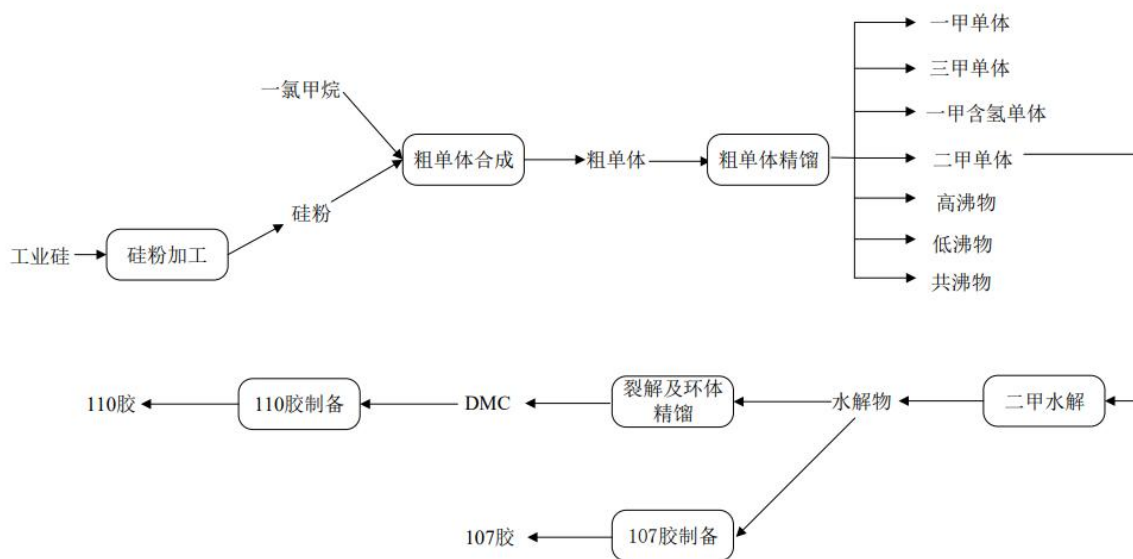 一甲单体
三甲单体
一氯甲烷
一甲含氢单体
粗单体合成
粗单体
粗单体精馏
二甲单体
硅粉
高沸物
工业硅
硅粉加工
低沸物
共沸物
110胶
110胶制备
DMC
裂解及环体
精馏
水解物
二甲水解
107胶
107胶制备